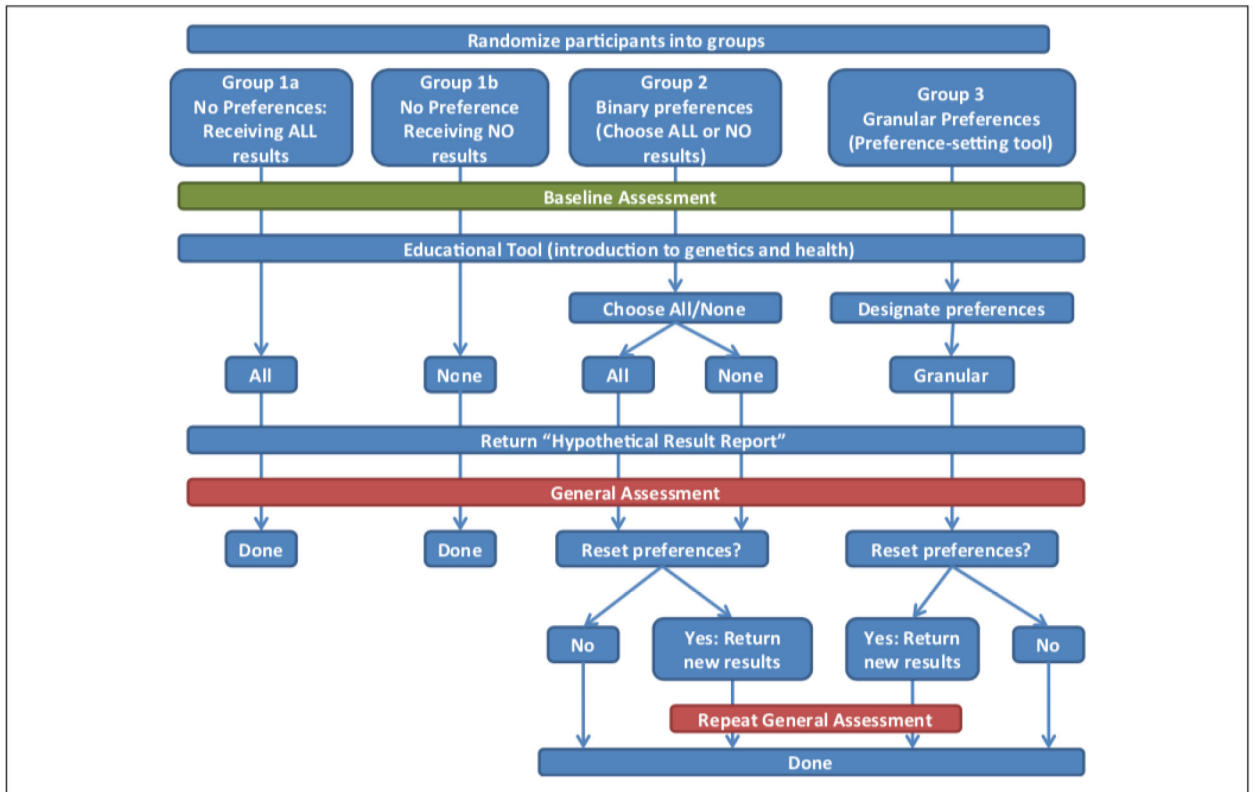 Randomize participants into groups
Group 1a
No Preferences:
Receiving ALL
results
Group 1b
No Preference
Receiving NO
results
Group 2
Binary preferences
(Choose ALL or NO
results)
Group 3
Granular Preferences
(Preference-setting tool)
Baseline Assessment
Educational Tool (introduction to genetics and health)
Choose All/None
Designate preferences
All
None
All
None
Granular
Return “Hypothetical Result Report”
General Assessment
Done
Done
Reset preferences?
Reset preferences?
No
Yes: Return
new results
Yes: Return
new results
No
Repeat General Assessment
Done